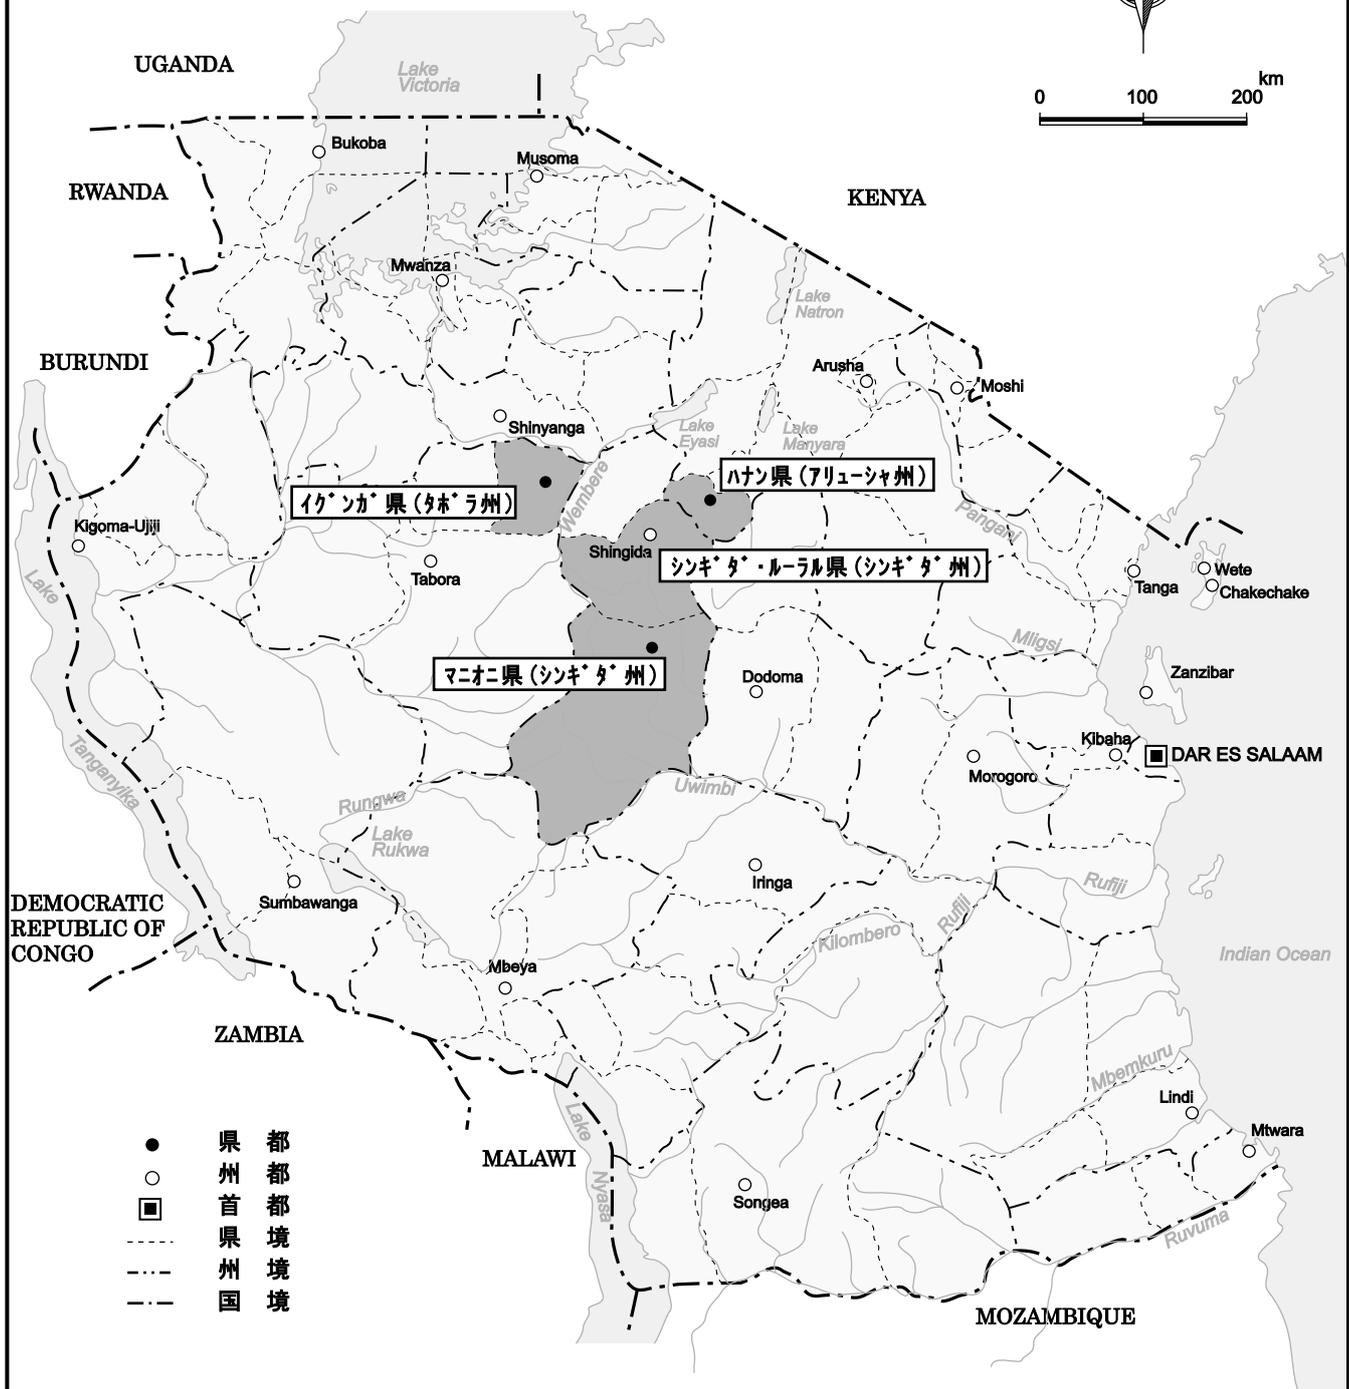 UGANDA
Lake
Victoria
km
0 100 200
Bukoba
Musoma
RWANDA
KENYA
Mwanza
Lake
Natron
BURUNDI
Arusha
Moshi
Shinyanga
Lake
Eyasi
Lake
Manyara
Wembere
ハナン県（アリューシャ州）
イグンガ県（タボラ州）
Pangani
Kigoma-Ujiji
Shingida
シンギダ・ルーラル県（シンギダ州）
Tabora
Lake
Tanganyika
Tanga
Wete
Chakechake
Mligsi
マニオニ県（シンギダ州）
Dodoma
Zanzibar
Kibaha
DAR ES SALAAM
Morogoro
Uwimbi
Rungwa
Lake
Rukwa
Iringa
Rufiji
Sumbawanga
Rufiji
DEMOCRATIC
REPUBLIC OF
CONGO
Kilombero
Indian Ocean
Mbeya
ZAMBIA
Mbemkuru
Lindi
Mtwara
MALAWI
Lake
Nyasa
Songea
Ruvuma
MOZAMBIQUE
県 都
州 都
首 都
県 境
州 境
国 境